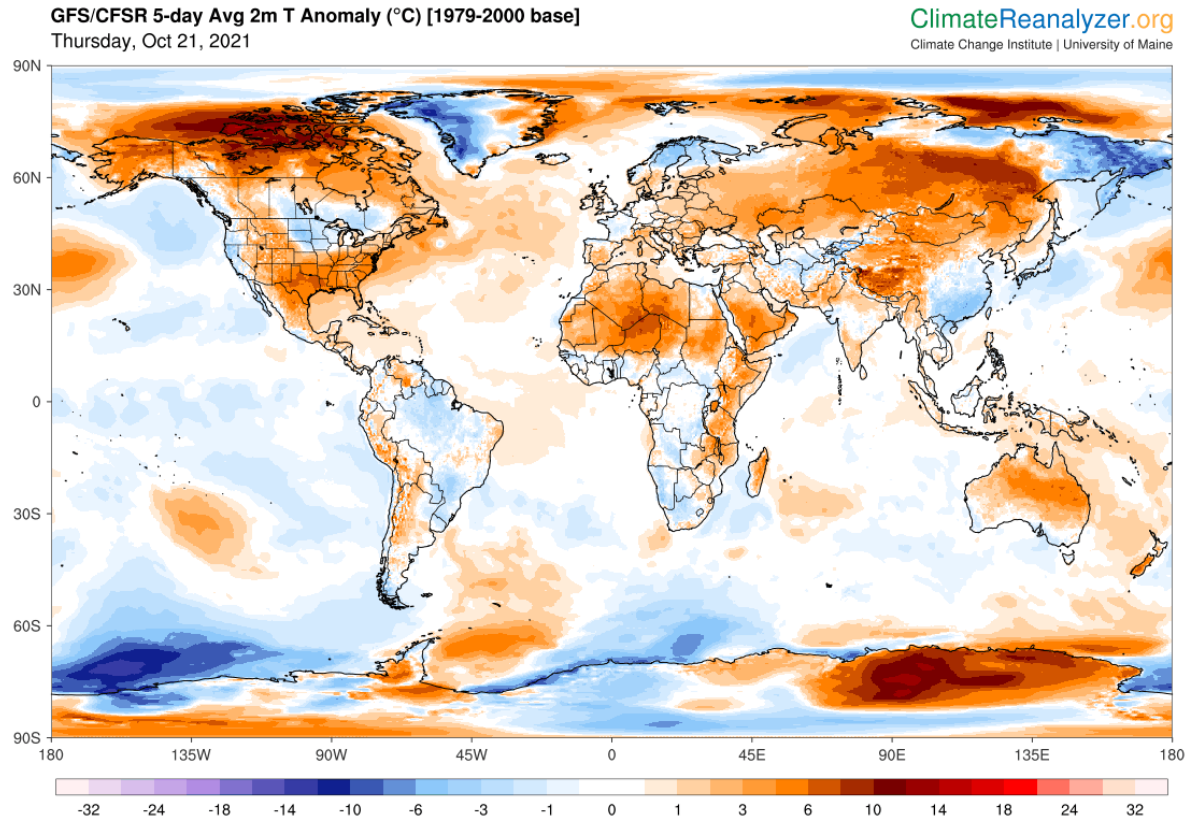 GFS/CFSR 5-day Avg 2m T Anomaly (°C) [1979-2000 base]
ClimateReanalyzer.org
Thursday, Oct 21, 2021
Climate Change Institute | University of Maine
90N
60N
30N
0
30S
60S
90S
180 135W 90W 45W 0 45E 90E 135E 180
-32 -24 -18 -14 -10 -6 -3 -1 0 1 3 6 10 14 18 24 32